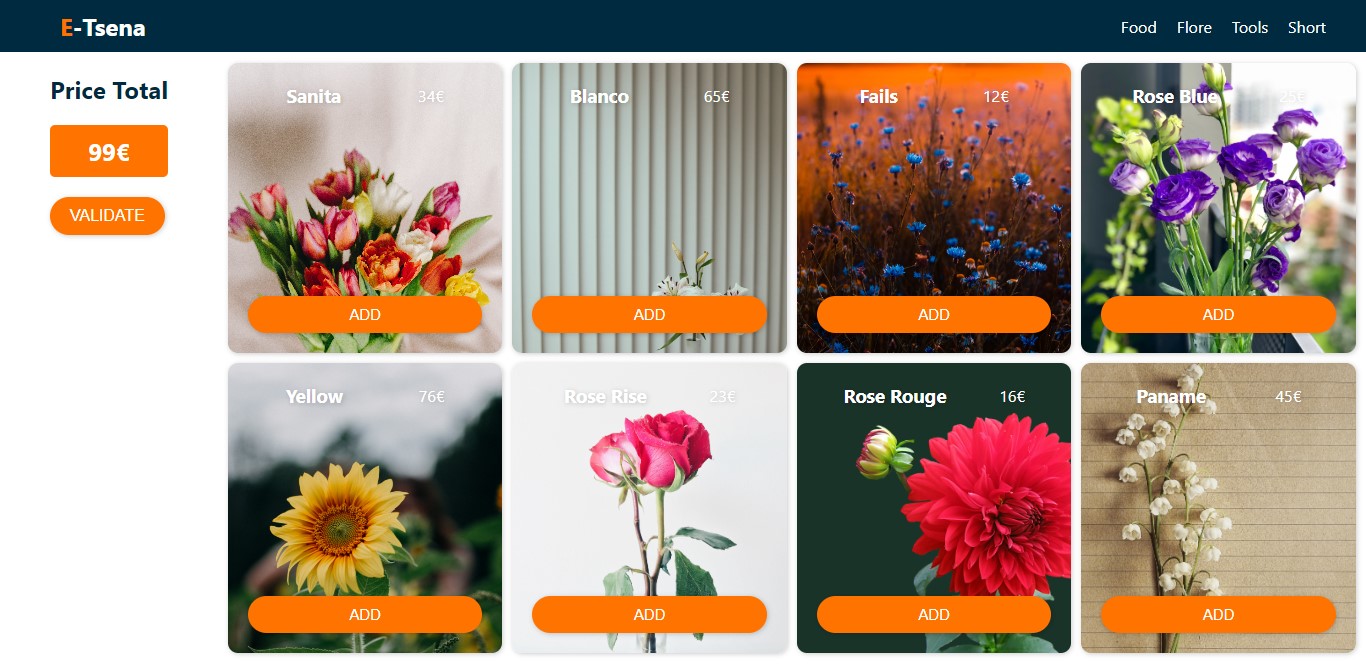 E-Tsena
Food Flore Tools Short
Price Total
99€
VALIDATE
Sanita 34€
ADD
Blanco 65€
ADD
Fails 12€
ADD
Rose Blue 25€
ADD
Yellow 76€
ADD
Rose Rise 23€
ADD
Rose Rouge 16€
ADD
Paname 45€
ADD